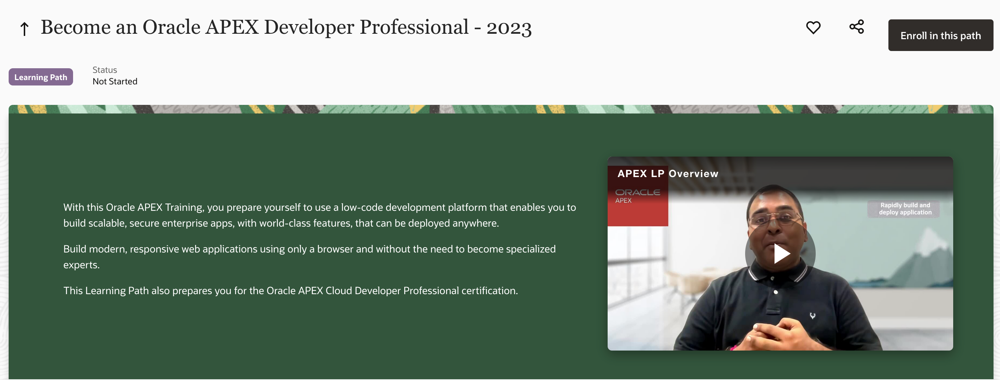 Become an Oracle APEX Developer Professional - 2023
Enroll in this path
Learning Path
Status
Not Started
With this Oracle APEX Training, you prepare yourself to use a low-code development platform that enables you to
build scalable, secure enterprise apps, with world-class features, that can be deployed anywhere.
Build modern, responsive web applications using only a browser and without the need to become specialized
experts.
This Learning Path also prepares you for the Oracle APEX Cloud Developer Professional certification.
APEX LP Overview
ORACLE
APEX
Rapidly build and
deploy application